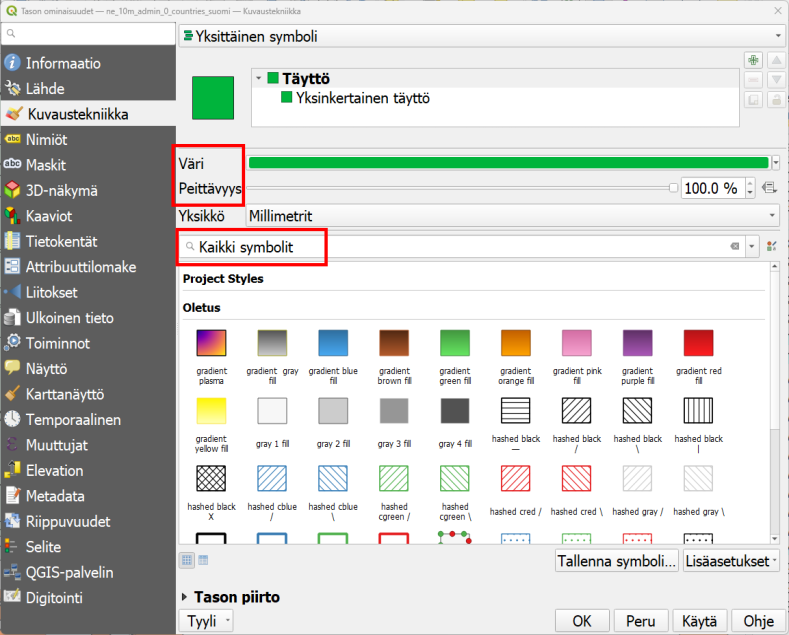 Tason ominaisuudet — ne_10m_admin_0_countries_suomi — Kuvaustekniikka
Informaatio
Lähde
Kuvaustekniikka
Nimiöt
Maskit
3D-näkymä
Kaaviot
Tietokentät
Attribuuttilomake
Liitokset
Ulkoinen tieto
Toiminnot
Näyttö
Karttanäyttö
Temporaalinen
Muuttujat
Elevation
Metadata
Riippuvuudet
Selite
QGIS-palvelin
Digitointi
Yksittäinen symboli
Täyttö
Yksinkertainen täyttö
Väri
Peittävyys 100.0 %
Yksikkö Millimetrit
Kaikki symbolit
Project Styles
Oletus
gradient plasma
gradient gray fill
gradient blue fill
gradient brown fill
gradient green fill
gradient orange fill
gradient pink fill
gradient purple fill
gradient red fill
gradient yellow fill
gray 1 fill
gray 2 fill
gray 3 fill
gray 4 fill
hashed black —
hashed black /
hashed black \
hashed black |
hashed black X
hashed cblue /
hashed cblue \
hashed cgreen /
hashed cgreen \
hashed cred /
hashed cred \
hashed gray /
hashed gray \
Tallenna symboli... Lisäasetukset
Tason piirto
Tyyli OK Peru Käytä Ohje